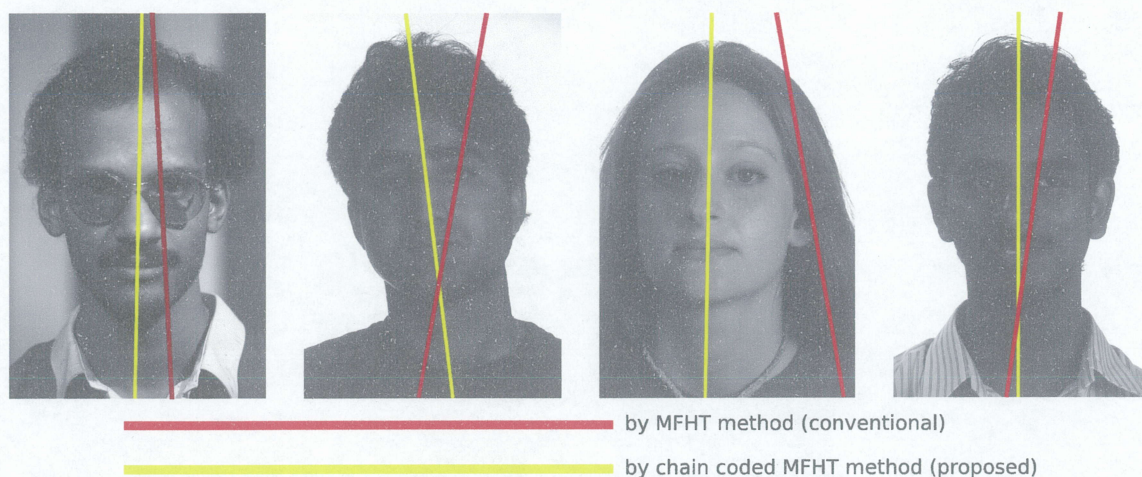 by MFHT method (conventional)
by chain coded MFHT method (proposed)